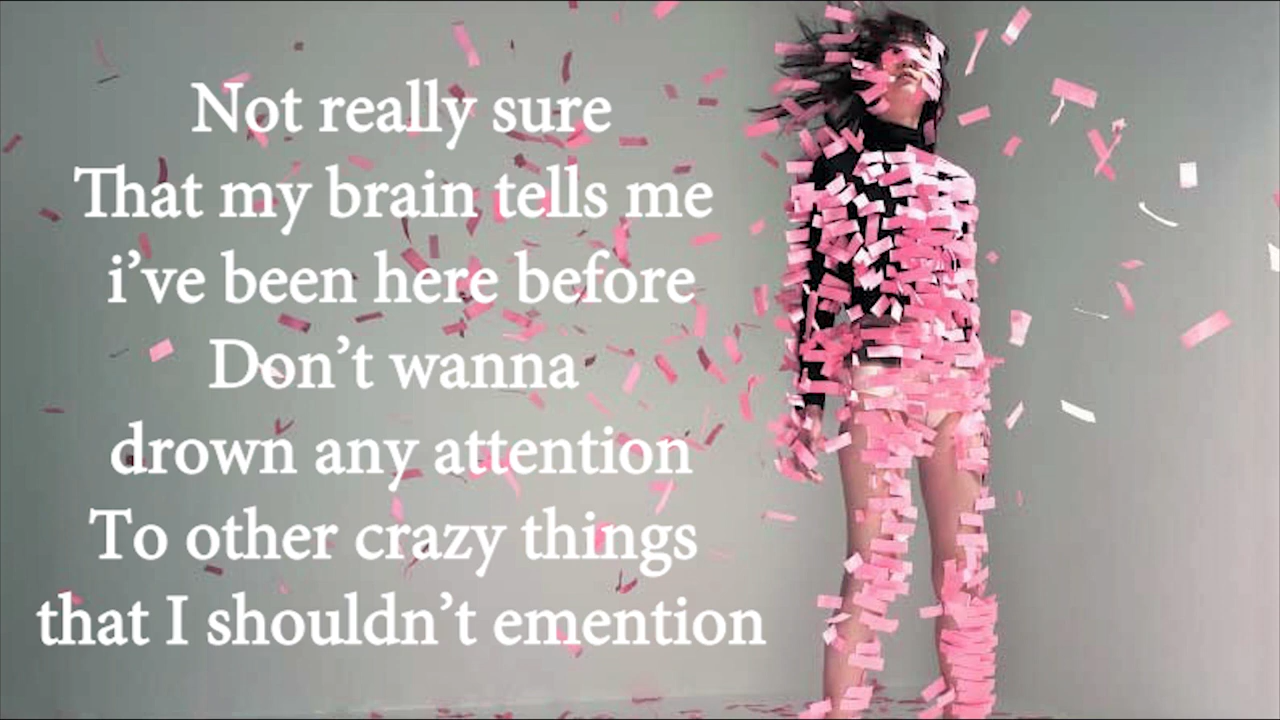 Not really sure
That my brain tells me
i've been here before
Don't wanna
drown any attention
To other crazy things
that I shouldn't emention